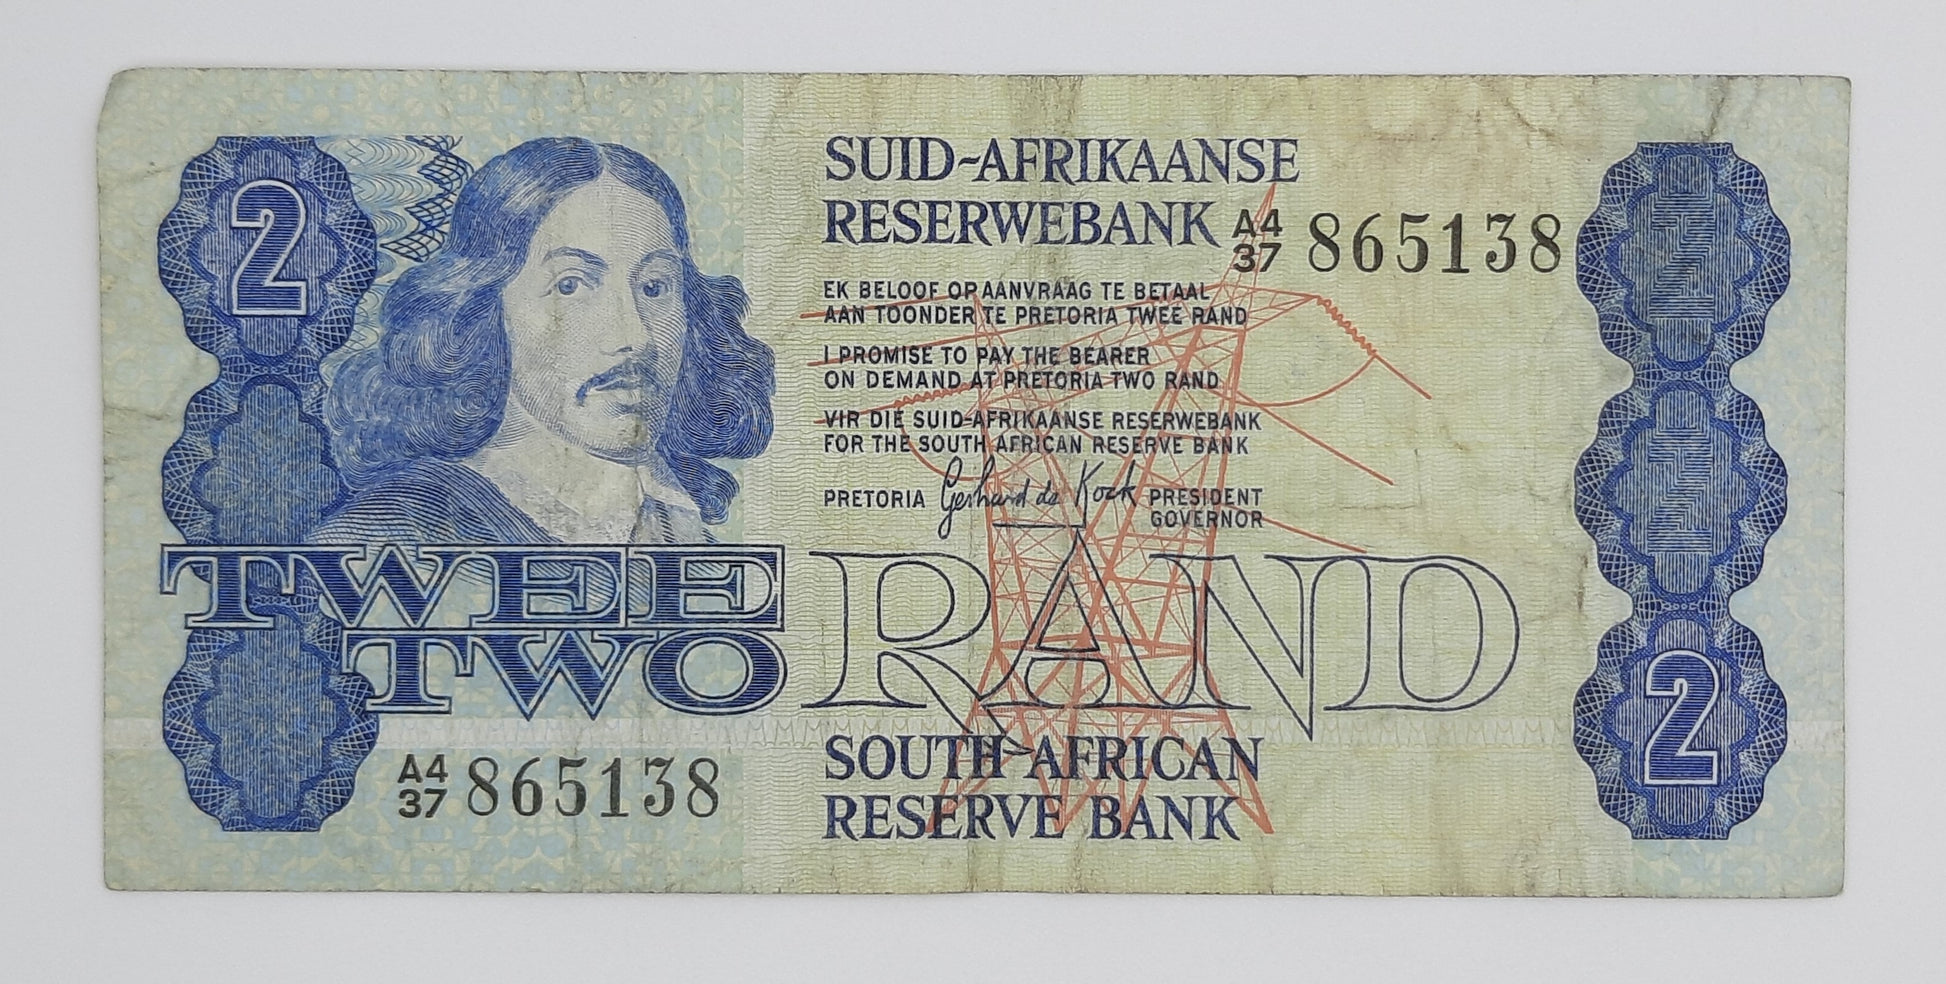 2
SUID-AFRIKAANSE
RESERWEBANK
A4
37 865138
EK BELOOF OP AANVRAAG TE BETAAL
AAN TOONDER TE PRETORIA TWEE RAND
I PROMISE TO PAY THE BEARER
ON DEMAND AT PRETORIA TWO RAND
VIR DIE SUID-AFRIKAANSE RESERWEBANK
FOR THE SOUTH AFRICAN RESERVE BANK
PRETORIA Gerhard de Kock PRESIDENT
GOVERNOR
TWEE
TWO
RAND
2
A4
37 865138
SOUTH AFRICAN
RESERVE BANK